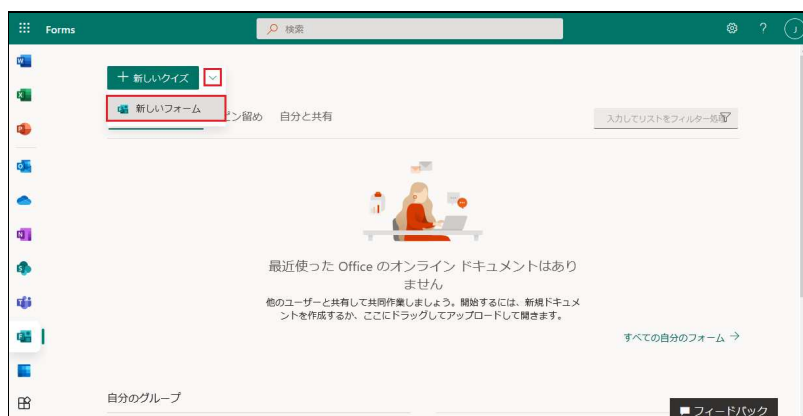 Forms
検索
?
新しいクイズ
新しいフォーム
ピン留め 自分と共有
入力してリストをフィルター処理
最近使った Office のオンライン ドキュメントはあり
ません
他のユーザーと共有して共同作業しましょう。開始するには、新規ドキュメ
ントを作成するか、ここにドラッグしてアップロードして開きます。
すべての自分のフォーム →
自分のグループ
フィードバック